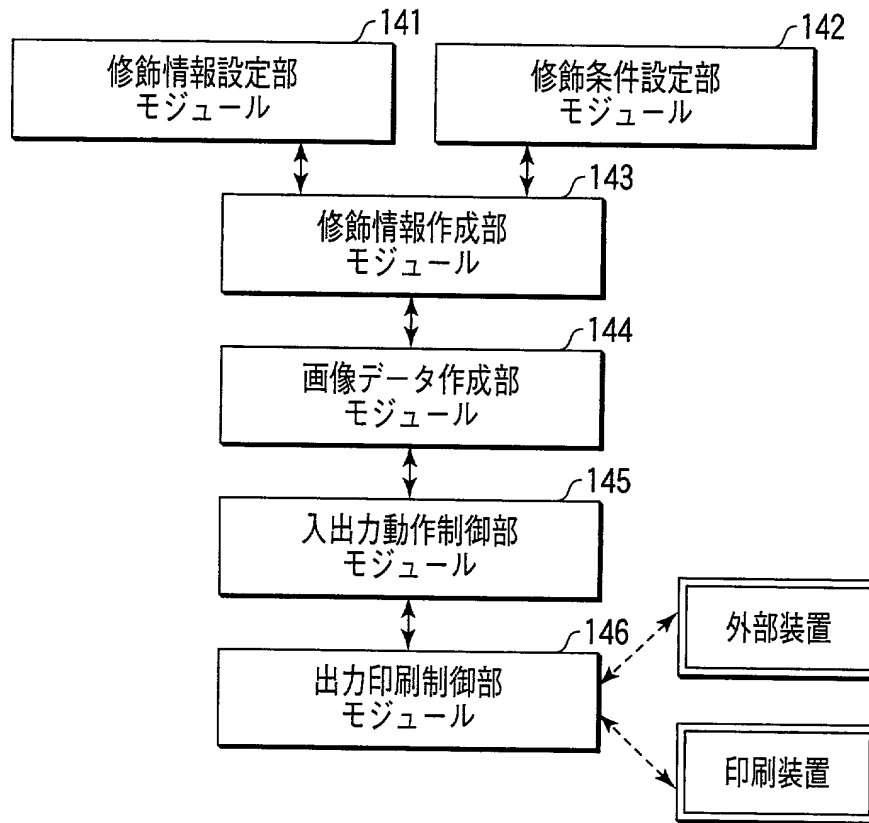 141
修飾情報設定部
モジュール
142
修飾条件設定部
モジュール
143
修飾情報作成部
モジュール
144
画像データ作成部
モジュール
145
入出力動作制御部
モジュール
146
出力印刷制御部
モジュール
外部装置
印刷装置